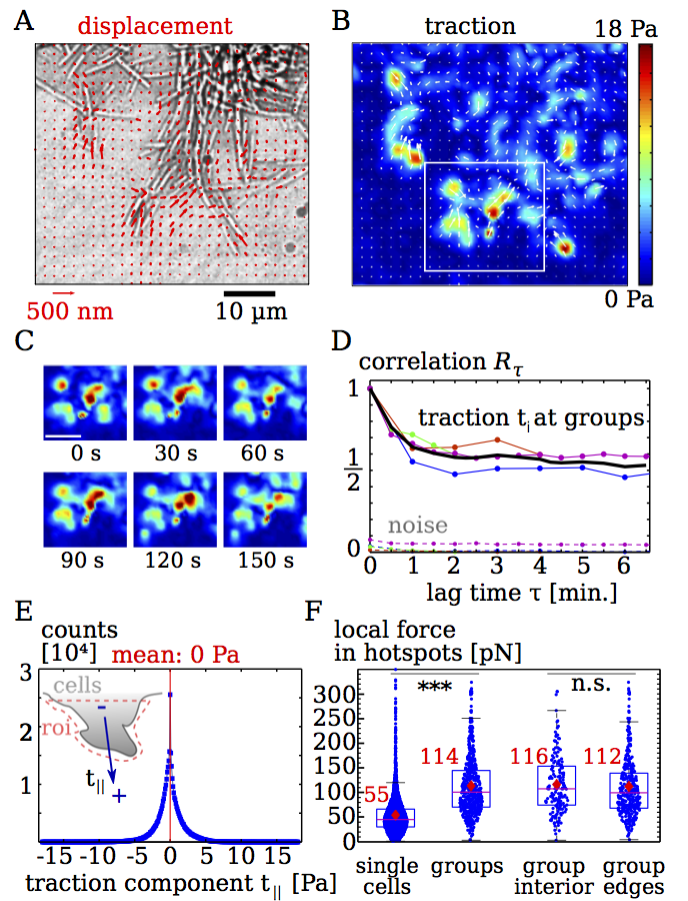 A
displacement
500 nm
10 µm
B
traction
18 Pa
0 Pa
C
0 s
30 s
60 s
90 s
120 s
150 s
D
correlation Rτ
1
1/2
0
traction ti at groups
noise
0 1 2 3 4 5 6
lag time τ [min.]
E
counts
[10⁴]
mean: 0 Pa
3
2
1
cells
roi
-
t||
+
-15 -10 -5 0 5 10 15
traction component t|| [Pa]
F
local force
in hotspots [pN]
300
250
200
150
100
50
0
***
n.s.
55
114
116
112
single
cells
groups
group
interior
group
edges